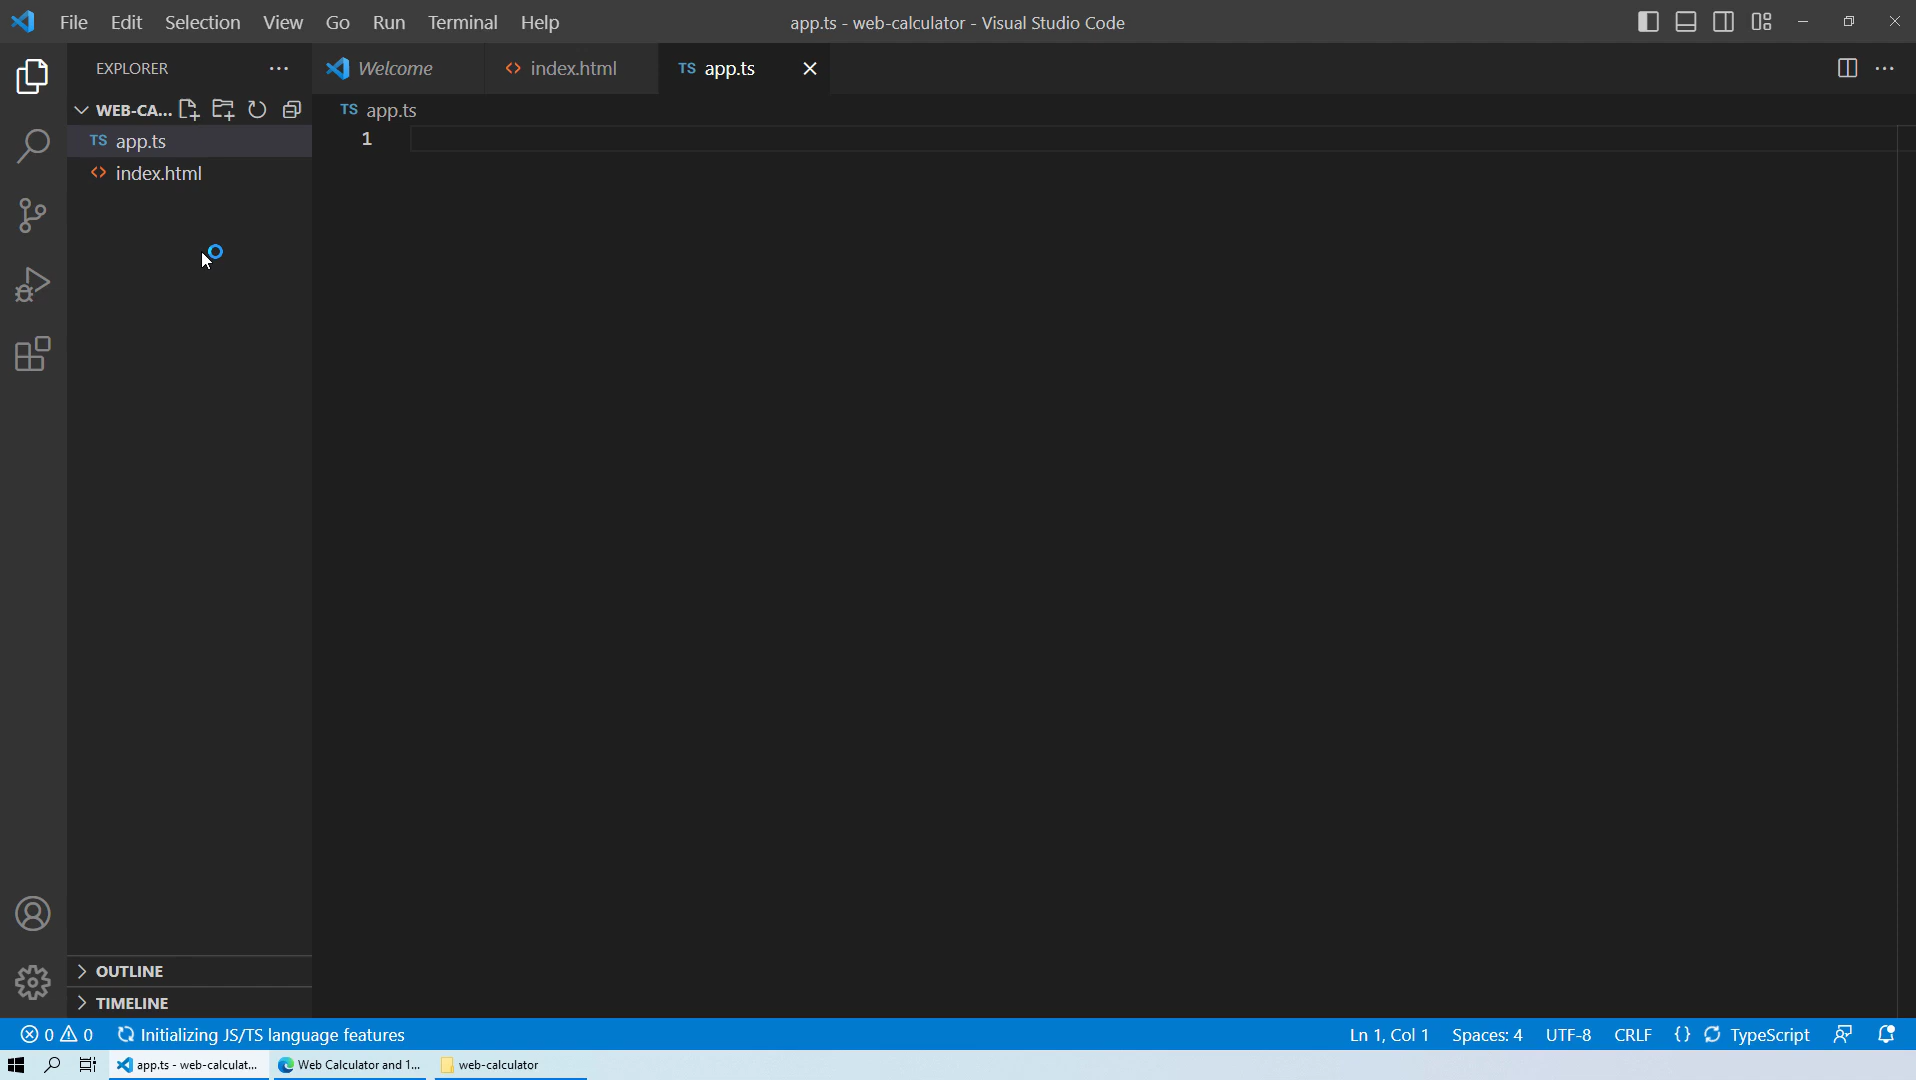 File Edit Selection View Go Run Terminal Help
app.ts - web-calculator - Visual Studio Code
EXPLORER
Welcome
index.html
TS app.ts
WEB-CA...
TS app.ts
TS app.ts
index.html
1
OUTLINE
TIMELINE
0 0 Initializing JS/TS language features
Ln 1, Col 1 Spaces: 4 UTF-8 CRLF {} TypeScript
app.ts - web-calculat...
Web Calculator and 1...
web-calculator